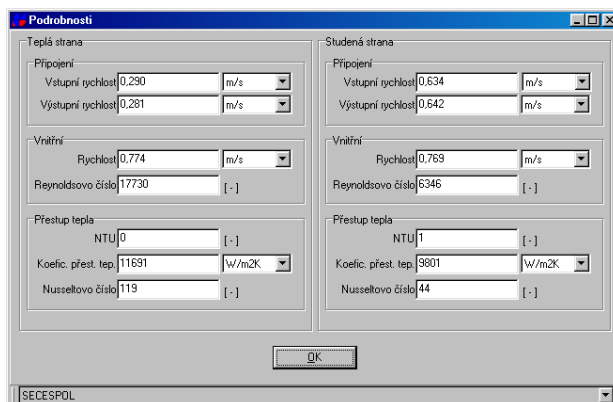 Podrobnosti
Teplá strana
Připojení
Vstupní rychlost 0,290 m/s
Výstupní rychlost 0,281 m/s
Vnitřní
Rychlost 0,774 m/s
Reynoldsovo číslo 17730 [ - ]
Přestup tepla
NTU 0 [ - ]
Koefic. přest. tep. 11691 W/m2K
Nusseltovo číslo 119 [ - ]
Studená strana
Připojení
Vstupní rychlost 0,634 m/s
Výstupní rychlost 0,642 m/s
Vnitřní
Rychlost 0,769 m/s
Reynoldsovo číslo 6346 [ - ]
Přestup tepla
NTU 1 [ - ]
Koefic. přest. tep. 9801 W/m2K
Nusseltovo číslo 44 [ - ]
OK
SECESPOL